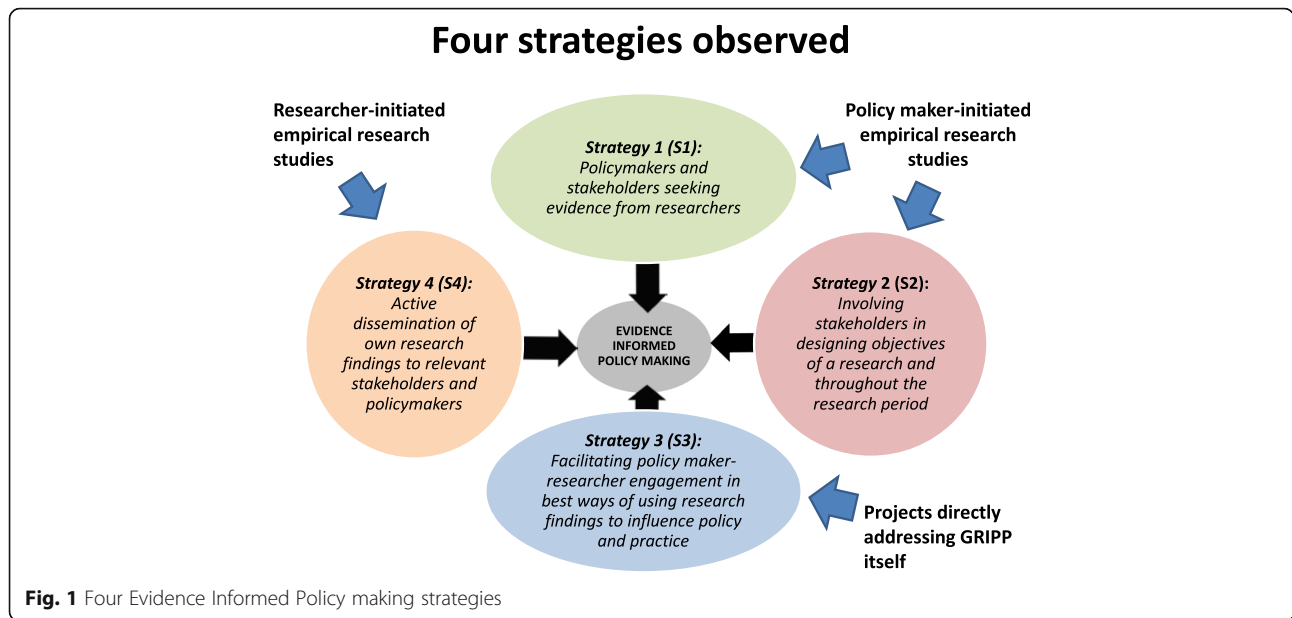 Four strategies observed
Researcher-initiated
empirical research
studies
Policy maker-initiated
empirical research
studies
Strategy 1 (S1):
Policymakers and
stakeholders seeking
evidence from researchers
Strategy 4 (S4):
Active
dissemination of
own research
findings to relevant
stakeholders and
policymakers
EVIDENCE
INFORMED
POLICY MAKING
Strategy 2 (S2):
Involving
stakeholders in
designing objectives
of a research and
throughout the
research period
Strategy 3 (S3):
Facilitating policy maker-
researcher engagement in
best ways of using research
findings to influence policy
and practice
Projects directly
addressing GRIPP
itself
Fig. 1 Four Evidence Informed Policy making strategies